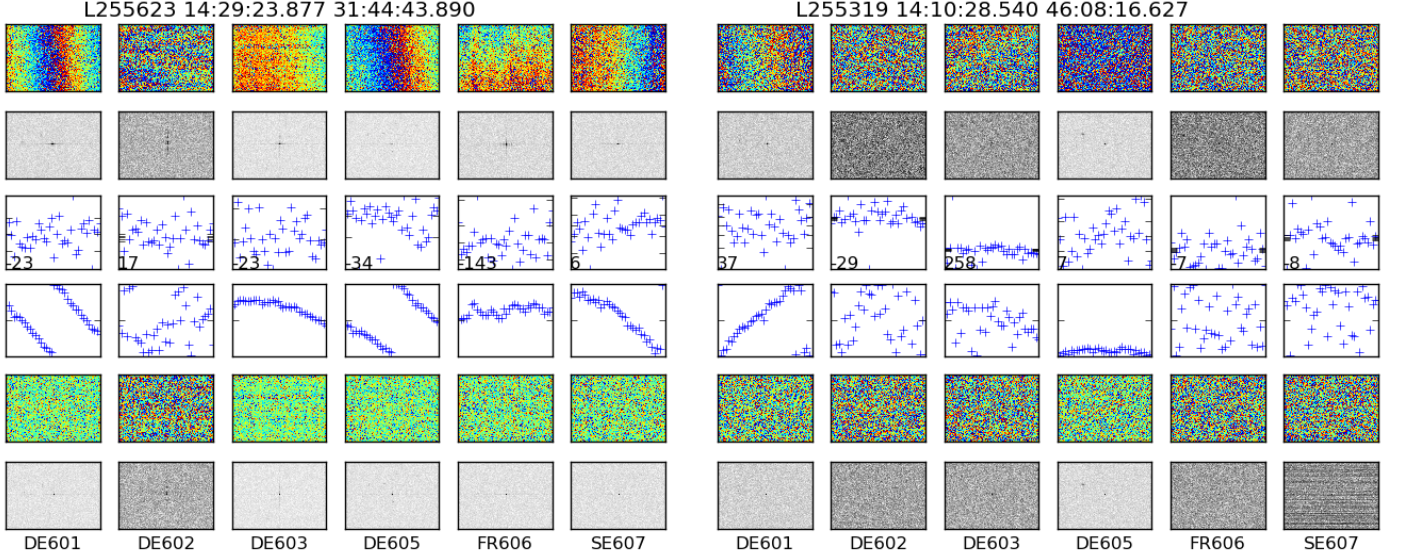 L255623 14:29:23.877 31:44:43.890
L255319 14:10:28.540 46:08:16.627
-23 17 -23 -34 -143 6
37 -29 258 7 -7 -8
DE601 DE602 DE603 DE605 FR606 SE607
DE601 DE602 DE603 DE605 FR606 SE607